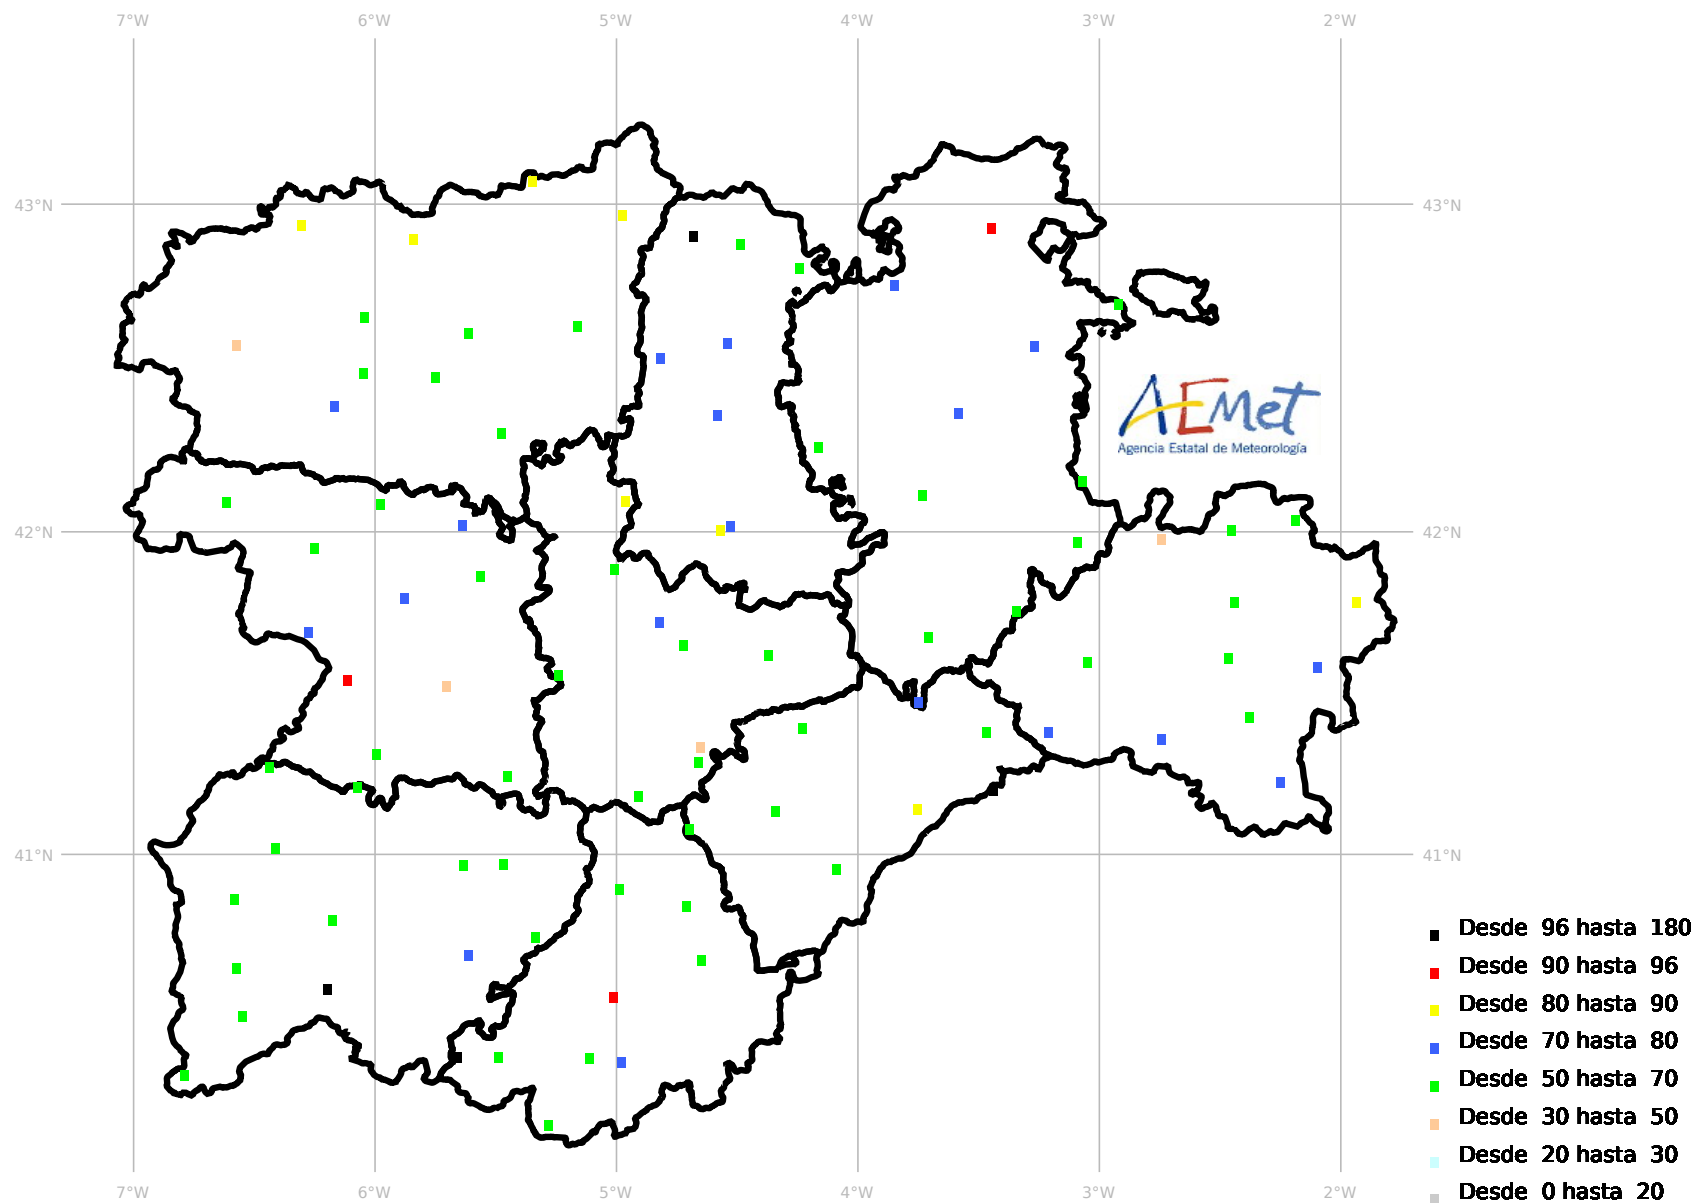 7°W 6°W 5°W 4°W 3°W 2°W
43°N 43°N
AEMet
Agencia Estatal de Meteorología
42°N 42°N
41°N 41°N
Desde 96 hasta 180
Desde 90 hasta 96
Desde 80 hasta 90
Desde 70 hasta 80
Desde 50 hasta 70
Desde 30 hasta 50
Desde 20 hasta 30
Desde 0 hasta 20
7°W 6°W 5°W 4°W 3°W 2°W